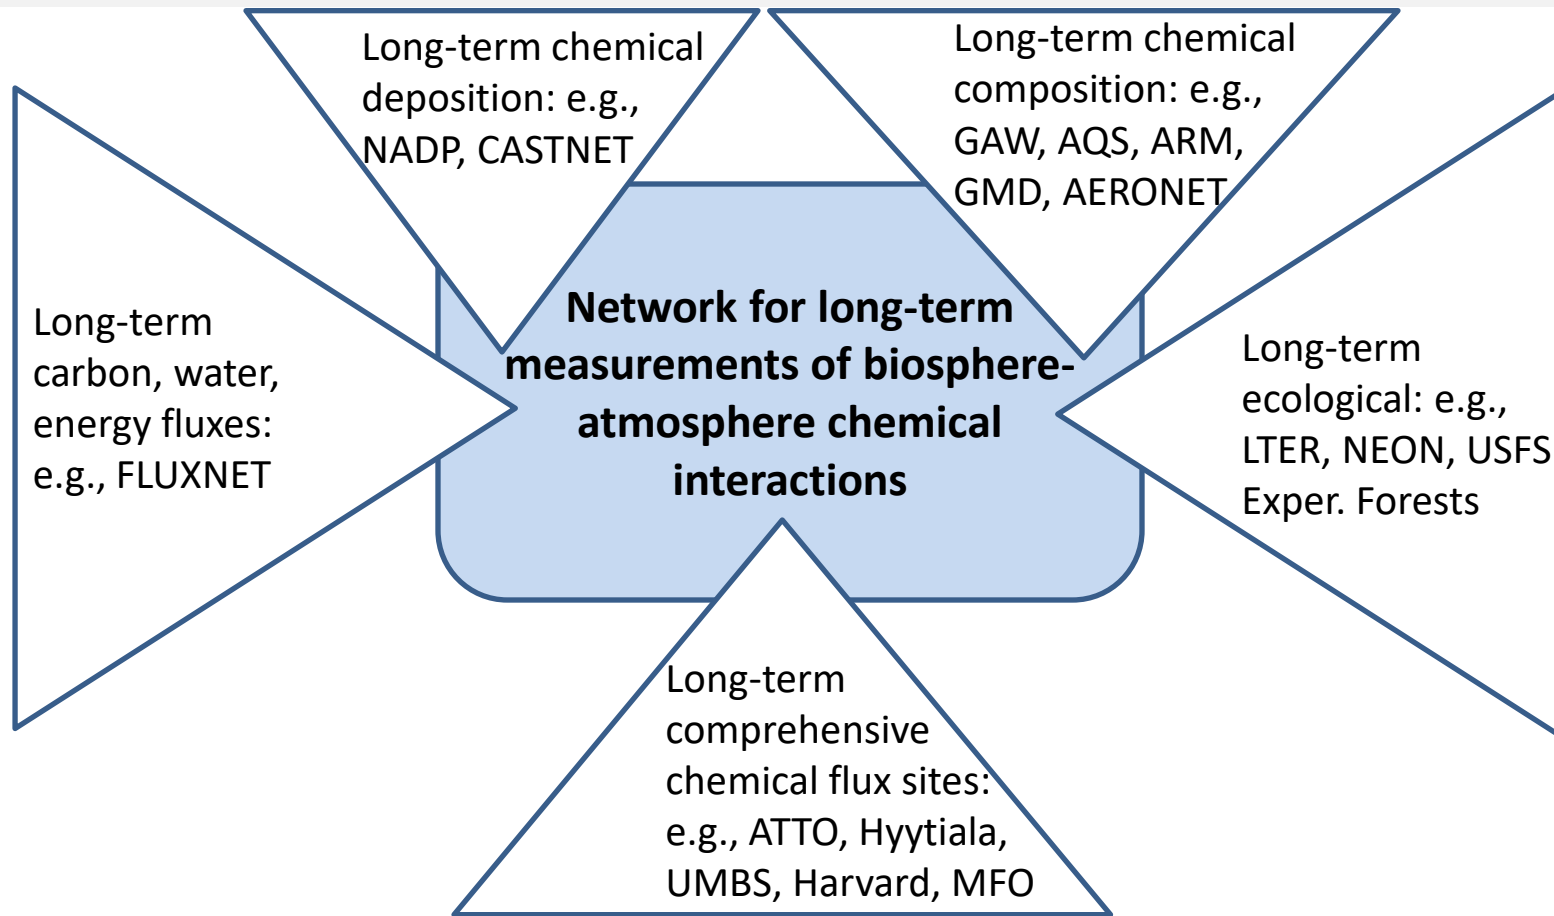 Long-term chemical
deposition: e.g.,
NADP, CASTNET
Long-term chemical
composition: e.g.,
GAW, AQS, ARM,
GMD, AERONET
Long-term
carbon, water,
energy fluxes:
e.g., FLUXNET
Network for long-term
measurements of biosphere-
atmosphere chemical
interactions
Long-term
ecological: e.g.,
LTER, NEON, USFS
Exper. Forests
Long-term
comprehensive
chemical flux sites:
e.g., ATTO, Hyytiala,
UMBS, Harvard, MFO